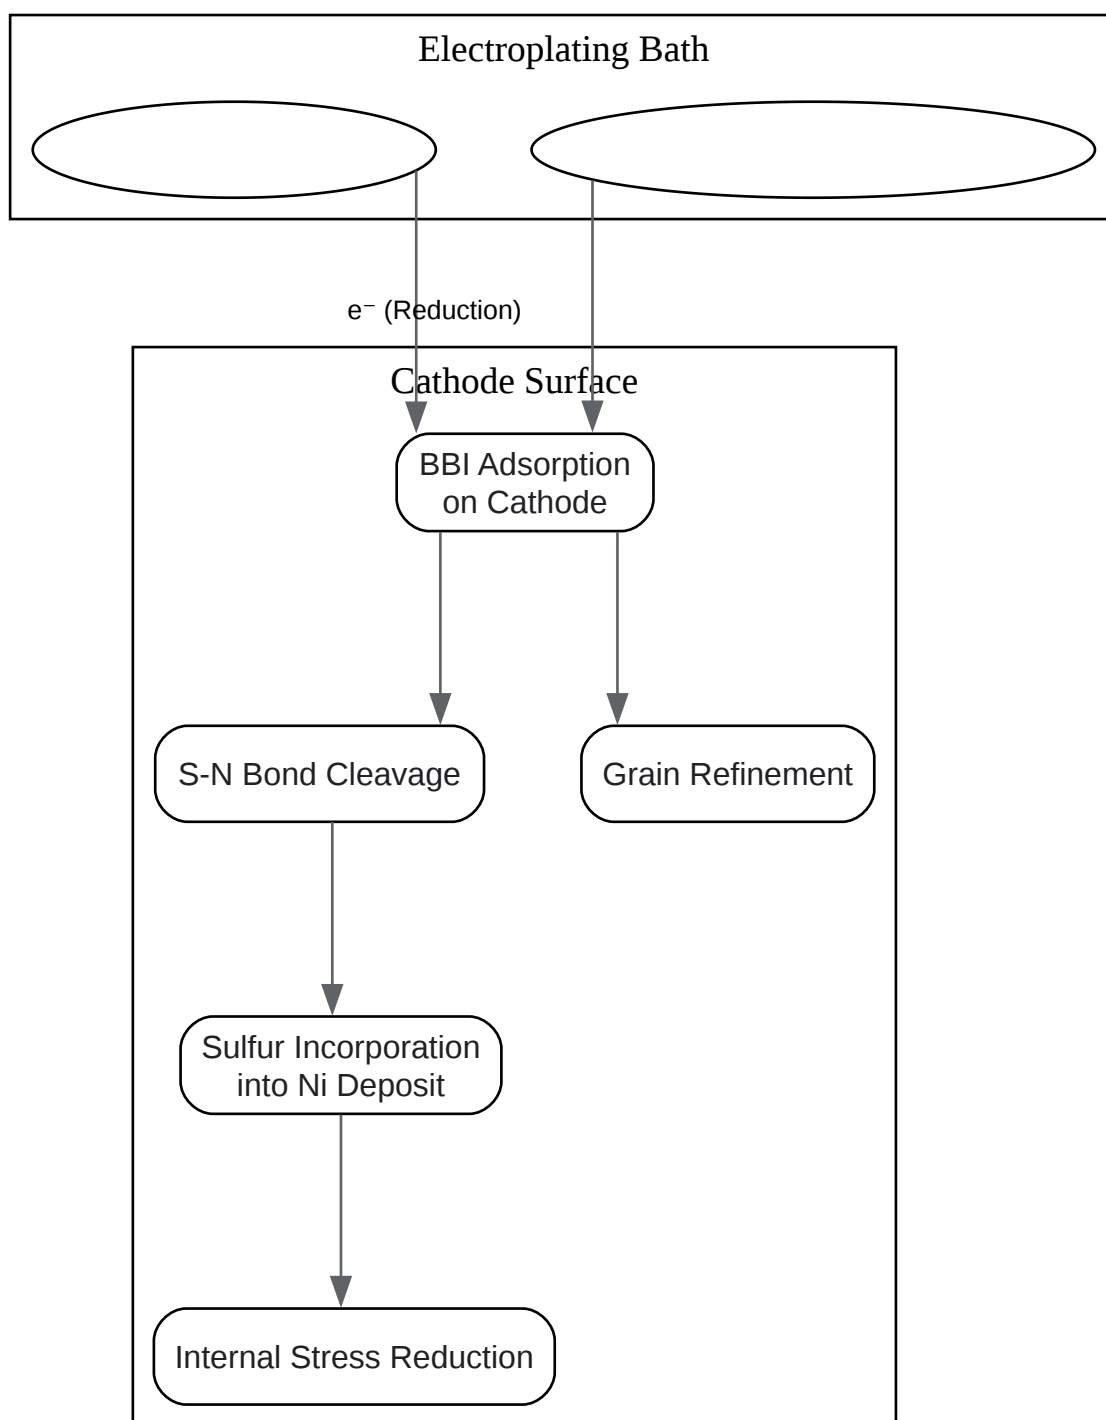 Electroplating Bath
e⁻ (Reduction)
Cathode Surface
BBI Adsorption
on Cathode
S-N Bond Cleavage
Grain Refinement
Sulfur Incorporation
into Ni Deposit
Internal Stress Reduction